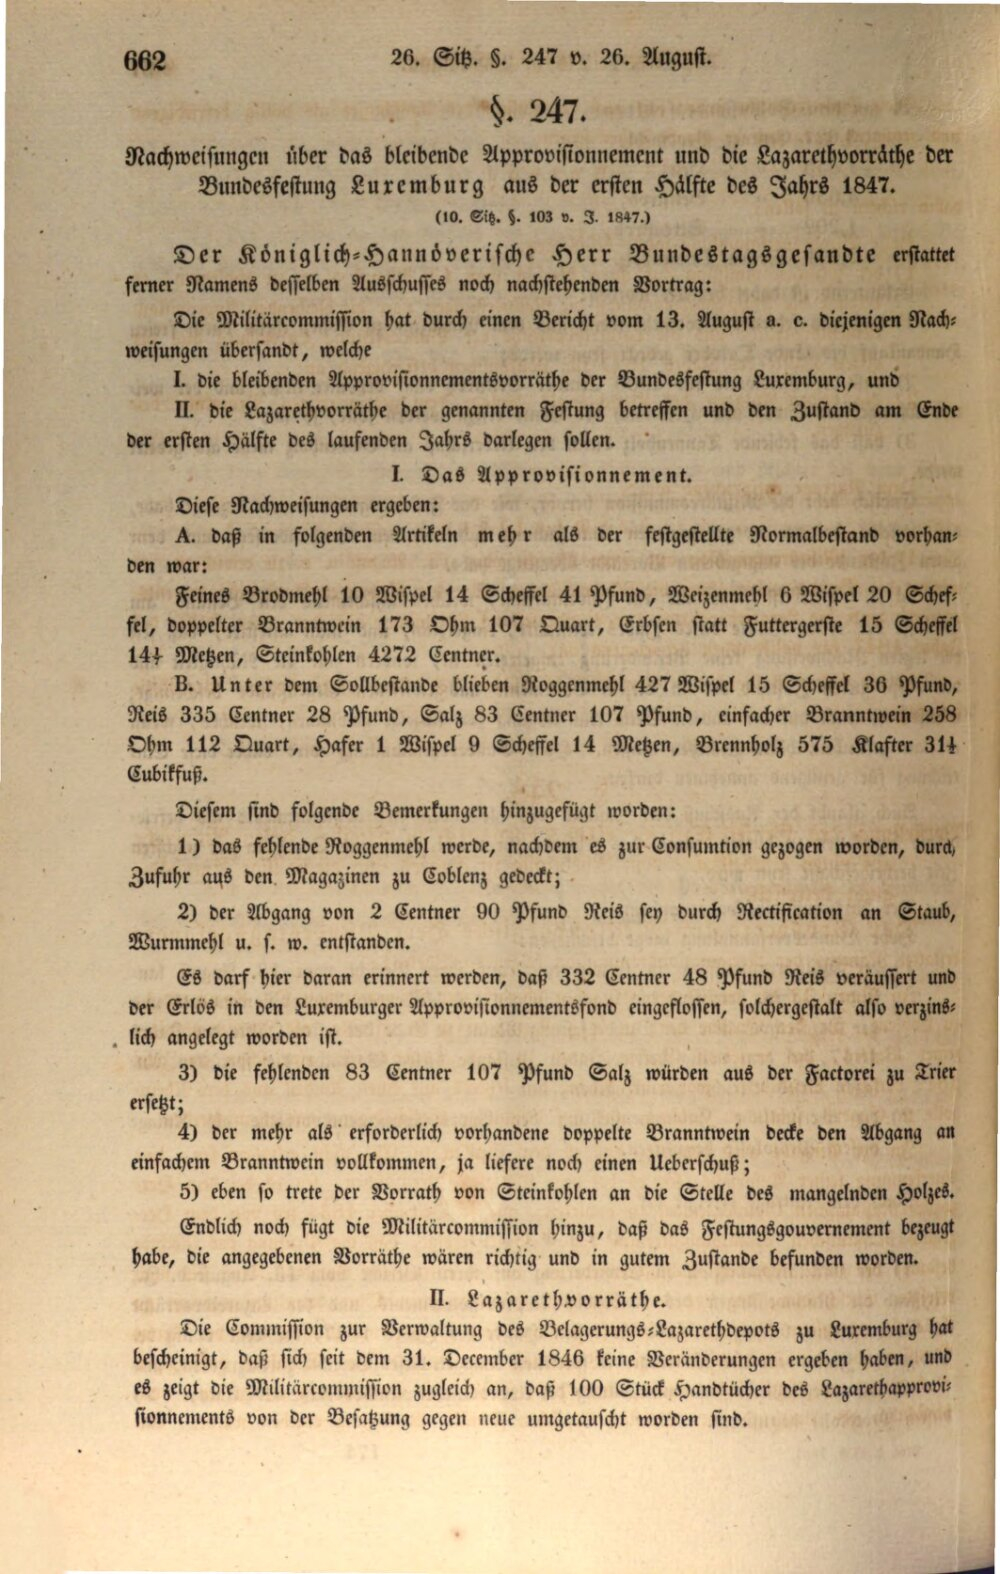 662
26. Sitz. §. 247 v. 26. August.
§. 247.
Nachweisungen über das bleibende Approvisionnement und die Lazarethvorräthe der
Bundesfestung Luxemburg aus der ersten Hälfte des Jahrs 1847.
(10. Sitz. §. 103 v. J. 1847.)
Der Königlich-Hannöverische Herr Bundestagsgesandte erstattet
ferner Namens desselben Ausschusses noch nachstehenden Vortrag:
Die Militärcommission hat durch einen Bericht vom 13. August a. c. diejenigen Nach-
weisungen übersandt, welche
I. die bleibenden Approvisionnementsvorräthe der Bundesfestung Luxemburg, und
II. die Lazarethvorräthe der genannten Festung betreffen und den Zustand am Ende
der ersten Hälfte des laufenden Jahrs darlegen sollen.
I. Das Approvisionnement.
Diese Nachweisungen ergeben:
A. daß in folgenden Artikeln mehr als der festgestellte Normalbestand vorhan-
den war:
Feines Brodmehl 10 Wispel 14 Scheffel 41 Pfund, Weizenmehl 6 Wispel 20 Schef-
fel, doppelter Branntwein 173 Ohm 107 Quart, Erbsen statt Futtergerste 15 Scheffel
Metzen, Steinkohlen 4272 Centner.
B. Unter dem Sollbestande blieben Roggenmehl 427 Wispel 15 Scheffel 36 Pfund,
Reis 335 Centner 28 Pfund, Salz 83 Centner 107 Pfund, einfacher Branntwein 258
Ohm 112 Quart, Hafer 1 Wispel 9 Scheffel 14 Metzen, Brennholz 575 Klafter
Cubikfuß.
Diesem sind folgende Bemerkungen hinzugefügt worden:
1) das fehlende Roggenmehl werde, nachdem es zur Consumtion gezogen worden, durch
Zufuhr aus den Magazinen zu Coblenz gedeckt;
2) der Abgang von 2 Centner 90 Pfund Reis sey durch Rectification an Staub,
Wurmmehl u. s. w. entstanden.
Es darf hier daran erinnert werden, daß 332 Centner 48 Pfund Reis veräussert und
der Erlös in den Luxemburger Approvisionnementsfond eingeflossen, solchergestalt also verzins-
lich angelegt worden ist.
3) die fehlenden 83 Centner 107 Pfund Salz würden aus der Factorei zu Trier
ersetzt;
4) der mehr als erforderlich vorhandene doppelte Branntwein decke den Abgang an
einfachem Branntwein vollkommen, ja liefere noch einen Ueberschuß;
5) eben so trete der Vorrath von Steinkohlen an die Stelle des mangelnden Holzes.
Endlich noch fügt die Militärcommission hinzu, daß das Festungsgouvernement bezeugt
habe, die angegebenen Vorräthe wären richtig und in gutem Zustande befunden worden.
II. Lazarethvorräthe.
Die Commission zur Verwaltung des Belagerungs-Lazarethdepots zu Luxemburg hat
bescheinigt, daß sich seit dem 31. December 1846 keine Veränderungen ergeben haben, und
es zeigt die Militärcommission zugleich an, daß 100 Stück Handtücher des Lazarethapprovi-
sionnements von der Besatzung gegen neue umgetauscht worden sind.